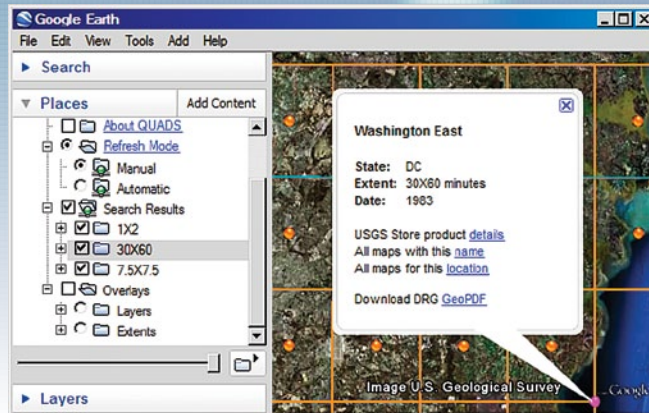 Google Earth
File Edit View Tools Add Help
Search
Places
Add Content
About QUADS
Refresh Mode
Manual
Automatic
Search Results
1X2
30X60
7.5X7.5
Overlays
Layers
Extents
Layers
Washington East
State: DC
Extent: 30X60 minutes
Date: 1983
USGS Store product details
All maps with this name
All maps for this location
Download DRG GeoPDF
Image U.S. Geological Survey
Google